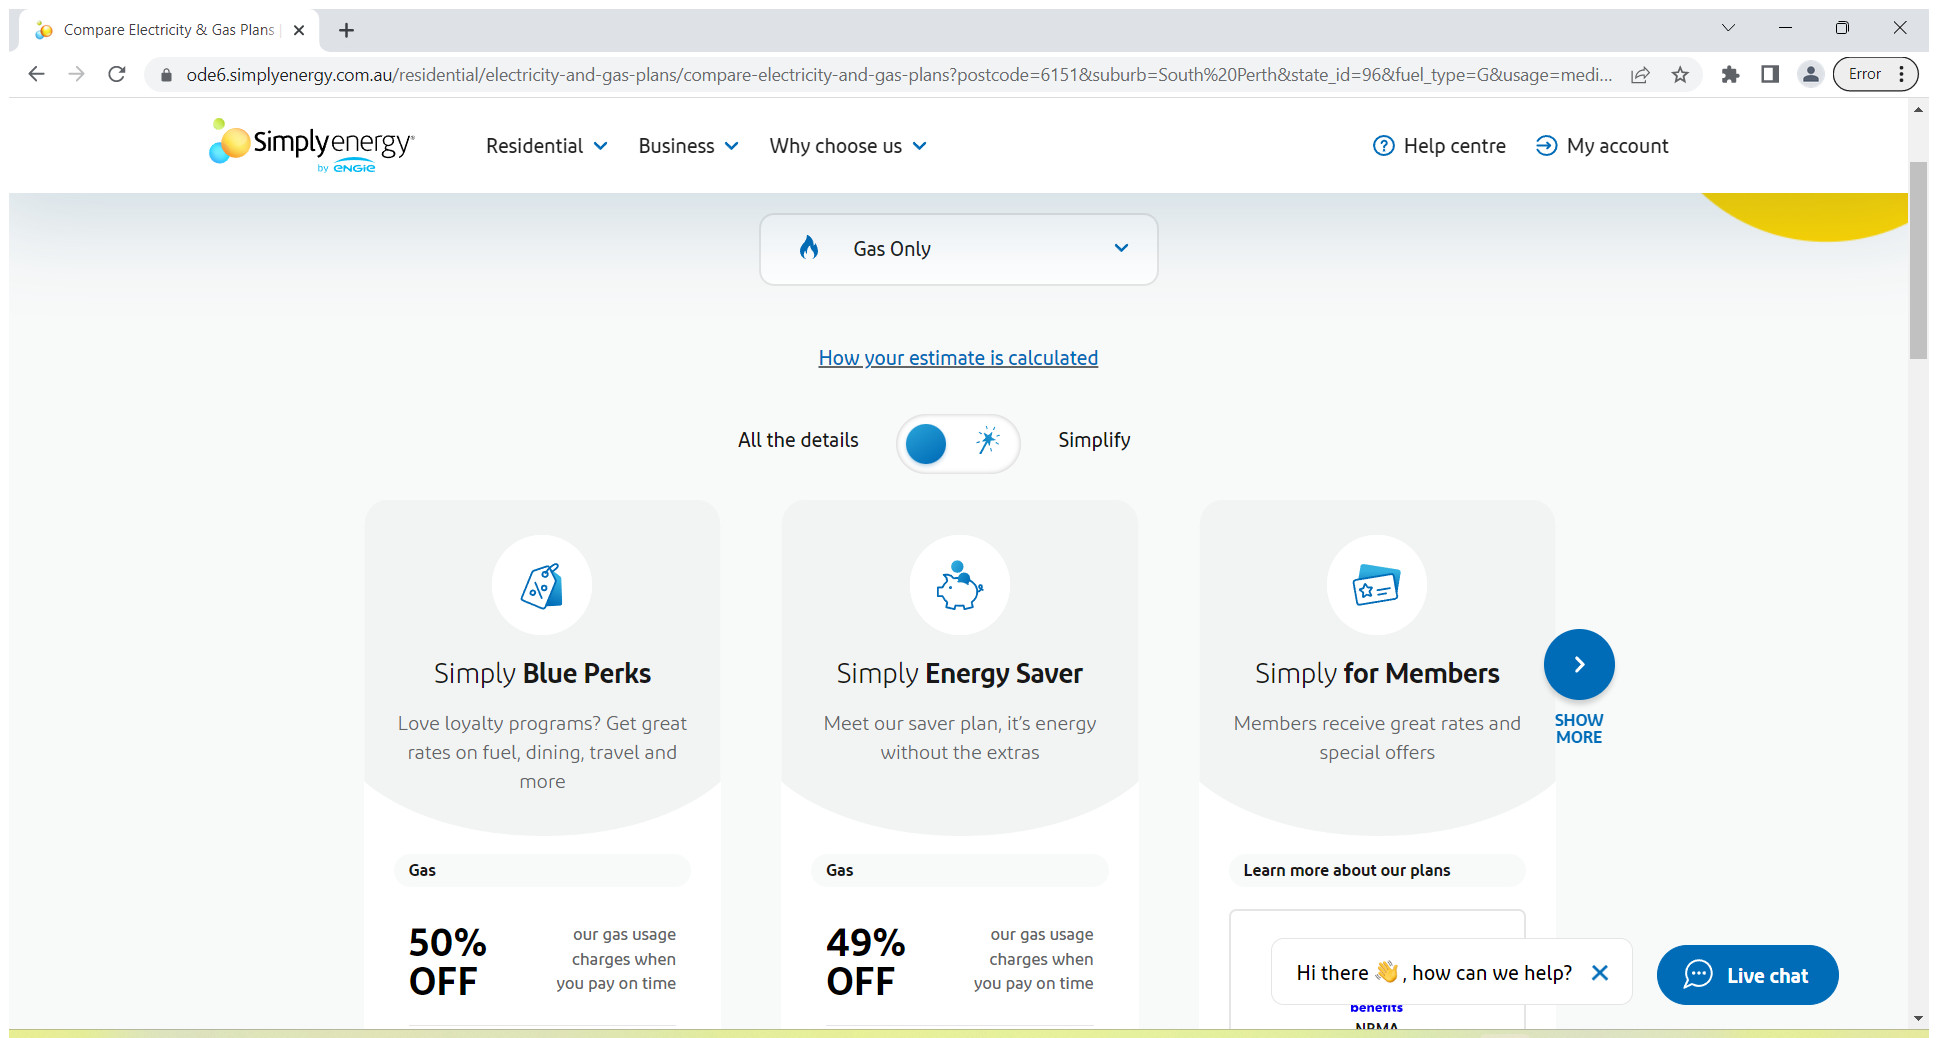 Compare Electricity & Gas Plans |
ode6.simplyenergy.com.au/residential/electricity-and-gas-plans/compare-electricity-and-gas-plans?postcode=6151&suburb=South%20Perth&state_id=96&fuel_type=G&usage=medi...
Error
Simplyenergy®
by ENGIE
Residential
Business
Why choose us
Help centre
My account
Gas Only
How your estimate is calculated
All the details
Simplify
Simply Blue Perks
Love loyalty programs? Get great
rates on fuel, dining, travel and
more
Gas
50%
OFF
our gas usage
charges when
you pay on time
Simply Energy Saver
Meet our saver plan, it's energy
without the extras
Gas
49%
OFF
our gas usage
charges when
you pay on time
Simply for Members
Members receive great rates and
special offers
Learn more about our plans
benefits
NRMA
SHOW
MORE
Hi there 👋, how can we help?
Live chat